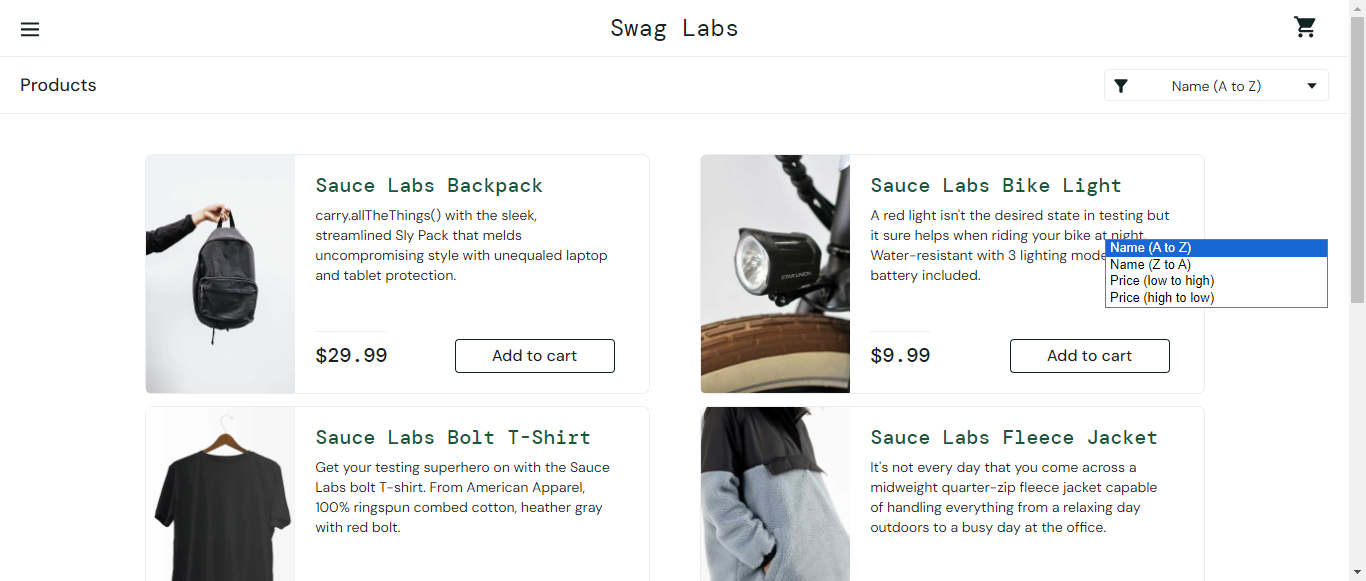 Swag Labs
Products
Name (A to Z)
Sauce Labs Backpack
carry.allTheThings() with the sleek,
streamlined Sly Pack that melds
uncompromising style with unequaled laptop
and tablet protection.
$29.99
Add to cart
Sauce Labs Bike Light
A red light isn't the desired state in testing but
it sure helps when riding your bike at night.
Water-resistant with 3 lighting mode
battery included.
STAR UNION
$9.99
Add to cart
Name (A to Z)
Name (Z to A)
Price (low to high)
Price (high to low)
Sauce Labs Bolt T-Shirt
Get your testing superhero on with the Sauce
Labs bolt T-shirt. From American Apparel,
100% ringspun combed cotton, heather gray
with red bolt.
Sauce Labs Fleece Jacket
It's not every day that you come across a
midweight quarter-zip fleece jacket capable
of handling everything from a relaxing day
outdoors to a busy day at the office.